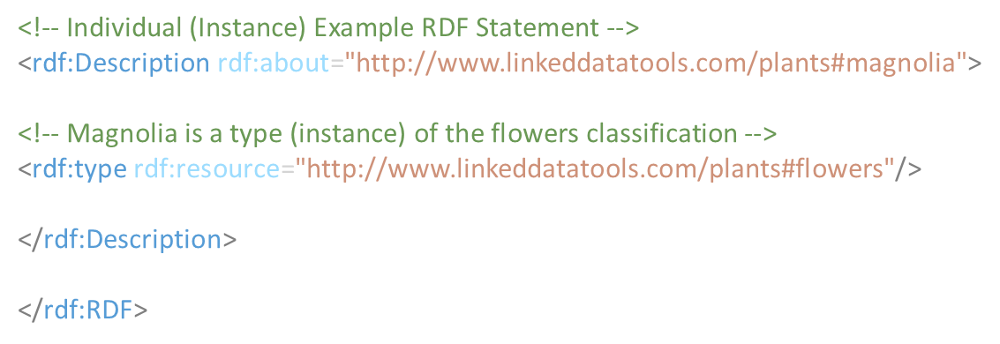 <!-- Individual (Instance) Example RDF Statement -->
<rdf:Description rdf:about="http://www.linkeddatatools.com/plants#magnolia">
<!-- Magnolia is a type (instance) of the flowers classification -->
<rdf:type rdf:resource="http://www.linkeddatatools.com/plants#flowers"/>
</rdf:Description>
</rdf:RDF>